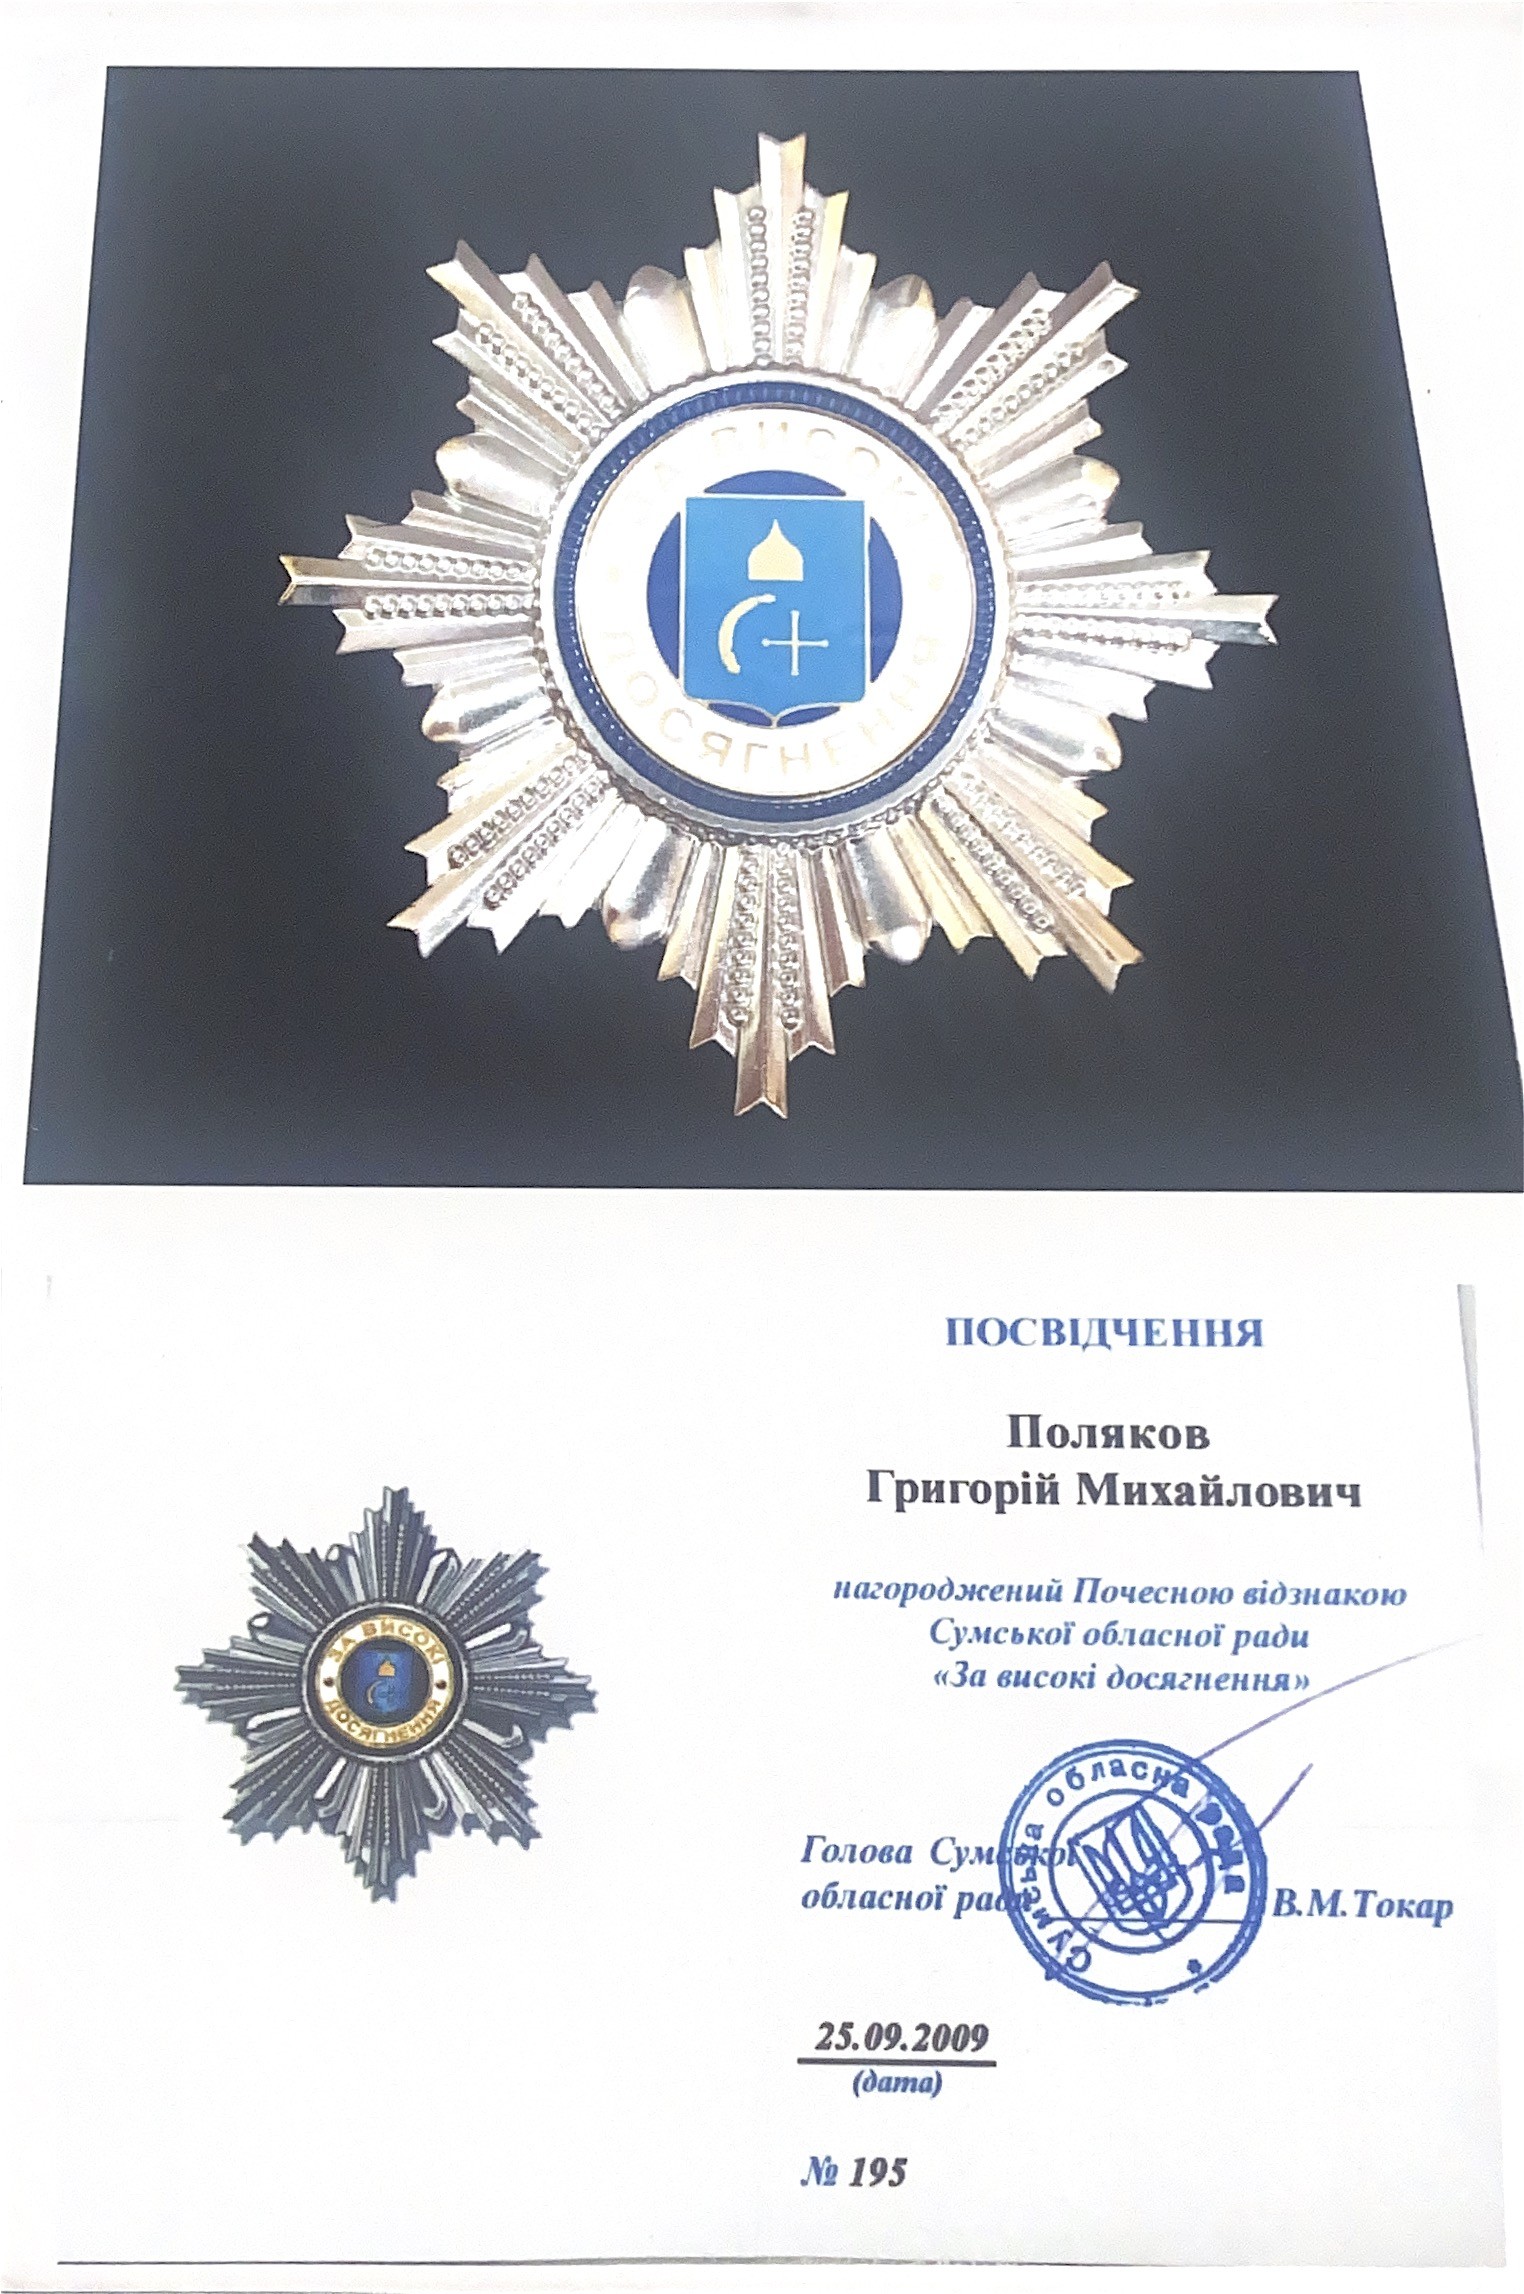 ЗА ВИСОКІ
ДОСЯГНЕННЯ
ПОСВІДЧЕННЯ
Поляков
Григорій Михайлович
нагороджений Почесною відзнакою
Сумської обласної ради
«За високі досягнення»
ЗА ВИСОКІ
ДОСЯГНЕННЯ
Сумська обласна рада
Голова Сумської
обласної ради В.М.Токар
25.09.2009
(дата)
№ 195